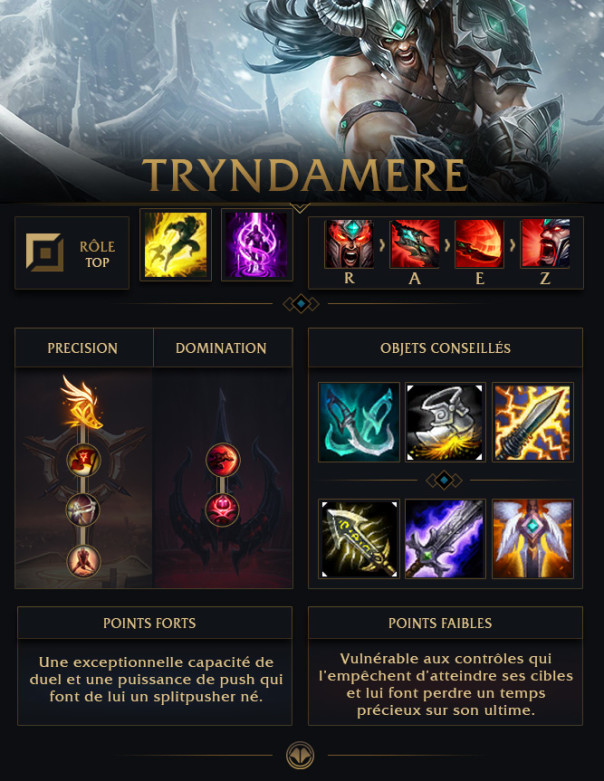 TRYNDAMERE
RÔLE
TOP
R
A
E
Z
PRECISION
DOMINATION
OBJETS CONSEILLÉS
POINTS FORTS
Une exceptionnelle capacité de
duel et une puissance de push qui
font de lui un splitpusher né.
POINTS FAIBLES
Vulnérable aux contrôles qui
l'empêchent d'atteindre ses cibles
et lui font perdre un temps
précieux sur son ultime.